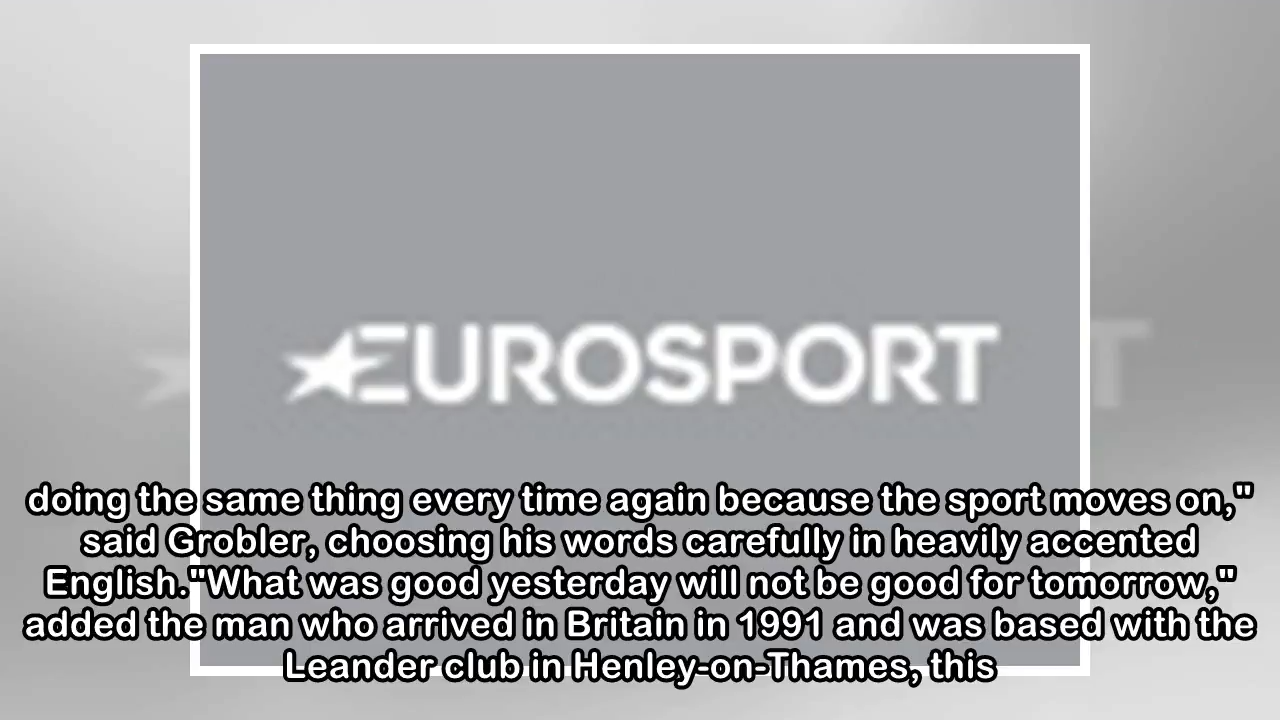 EUROSPORT
doing the same thing every time again because the sport moves on,"
said Grobler, choosing his words carefully in heavily accented
English."What was good yesterday will not be good for tomorrow,"
added the man who arrived in Britain in 1991 and was based with the
Leander club in Henley-on-Thames, this